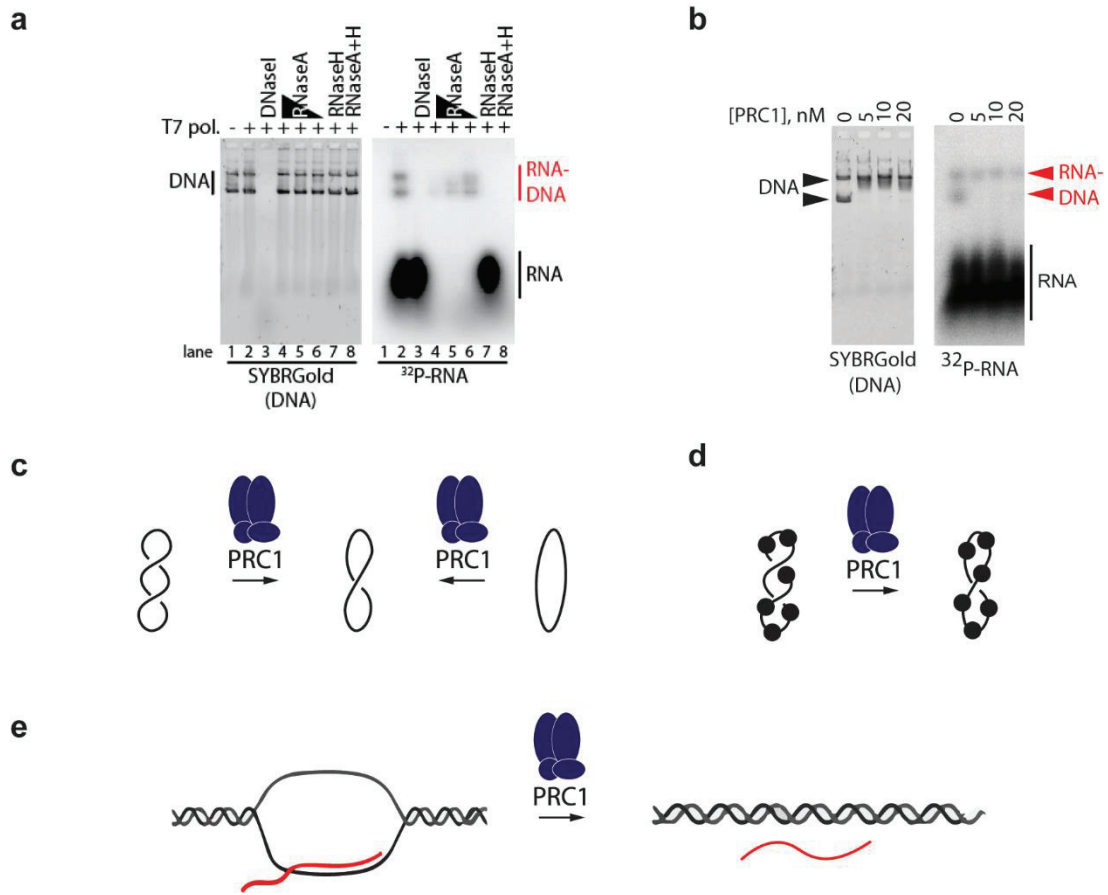 a
DNaseI
RNaseA
RNaseH
RNaseA+H
DNaseI
RNaseA
RNaseH
RNaseA+H
T7 pol. - + + + + + + + - + + + + + + +
DNA
RNA-
DNA
RNA
lane 1 2 3 4 5 6 7 8 1 2 3 4 5 6 7 8
SYBRGold
(DNA)
³²P-RNA
b
[PRC1], nM 0 5 10 20 0 5 10 20
DNA
RNA-
DNA
RNA
SYBRGold
(DNA)
³²P-RNA
c
PRC1
PRC1
d
PRC1
e
PRC1